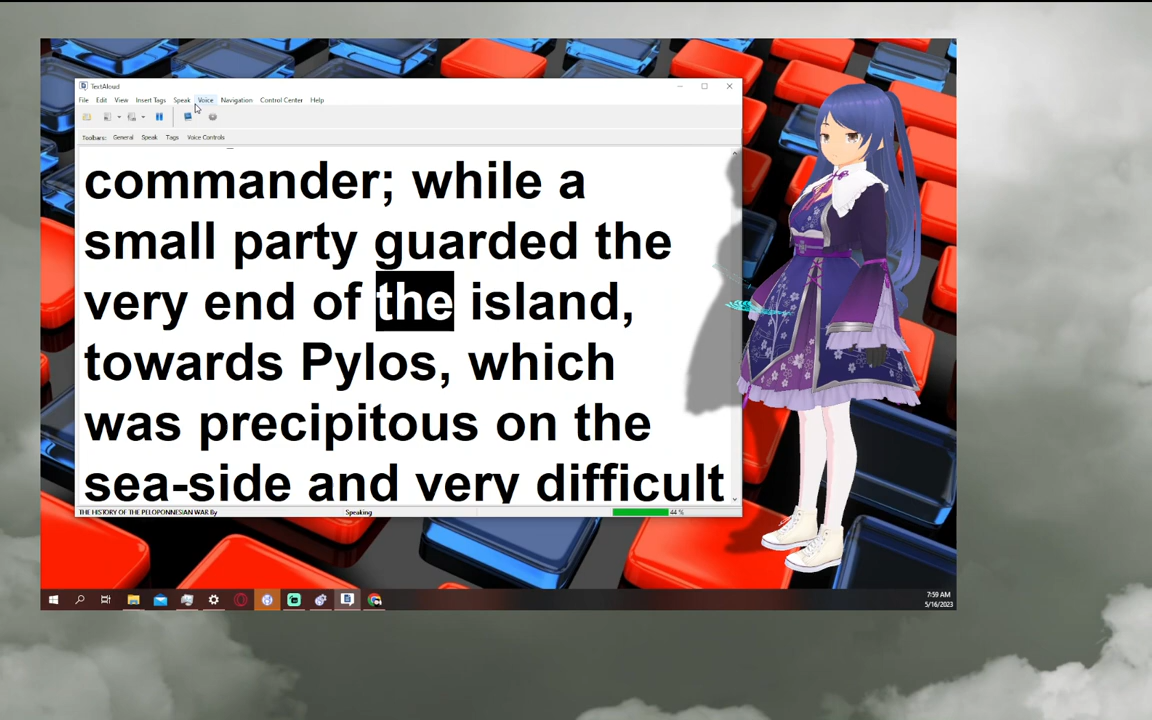 TextAloud
File Edit View Insert Tags Speak Voice Navigation Control Center Help
Toolbars: General Speak Tags Voice Controls
commander; while a
small party guarded the
very end of the island,
towards Pylos, which
was precipitous on the
sea-side and very difficult
THE HISTORY OF THE PELOPONNESIAN WAR By Speaking 44 %
7:59 AM
5/16/2023